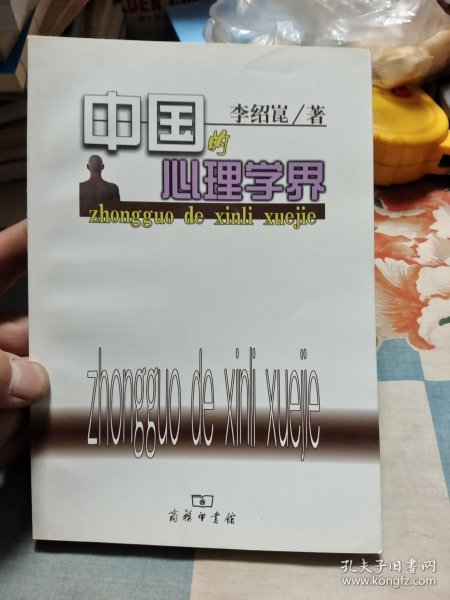 李绍崑/著
中国的
心理学界
zhongguo de xinli xuejie
zhongguo de xinli xuejie
商务印书馆
孔夫子旧书网
www.kongfz.com